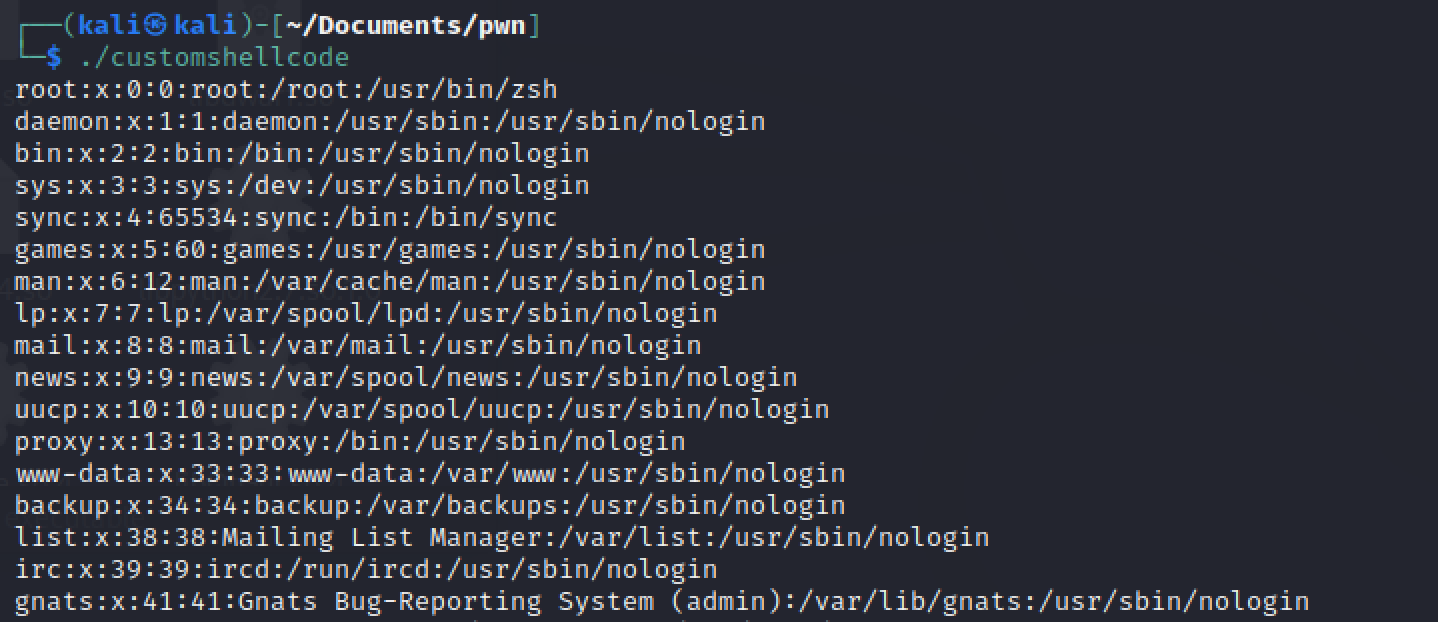 ┌──(kali㉿kali)-[~/Documents/pwn]
└─$ ./customshellcode
root:x:0:0:root:/root:/usr/bin/zsh
daemon:x:1:1:daemon:/usr/sbin:/usr/sbin/nologin
bin:x:2:2:bin:/bin:/usr/sbin/nologin
sys:x:3:3:sys:/dev:/usr/sbin/nologin
sync:x:4:65534:sync:/bin:/bin/sync
games:x:5:60:games:/usr/games:/usr/sbin/nologin
man:x:6:12:man:/var/cache/man:/usr/sbin/nologin
lp:x:7:7:lp:/var/spool/lpd:/usr/sbin/nologin
mail:x:8:8:mail:/var/mail:/usr/sbin/nologin
news:x:9:9:news:/var/spool/news:/usr/sbin/nologin
uucp:x:10:10:uucp:/var/spool/uucp:/usr/sbin/nologin
proxy:x:13:13:proxy:/bin:/usr/sbin/nologin
www-data:x:33:33:www-data:/var/www:/usr/sbin/nologin
backup:x:34:34:backup:/var/backups:/usr/sbin/nologin
list:x:38:38:Mailing List Manager:/var/list:/usr/sbin/nologin
irc:x:39:39:ircd:/run/ircd:/usr/sbin/nologin
gnats:x:41:41:Gnats Bug-Reporting System (admin):/var/lib/gnats:/usr/sbin/nologin